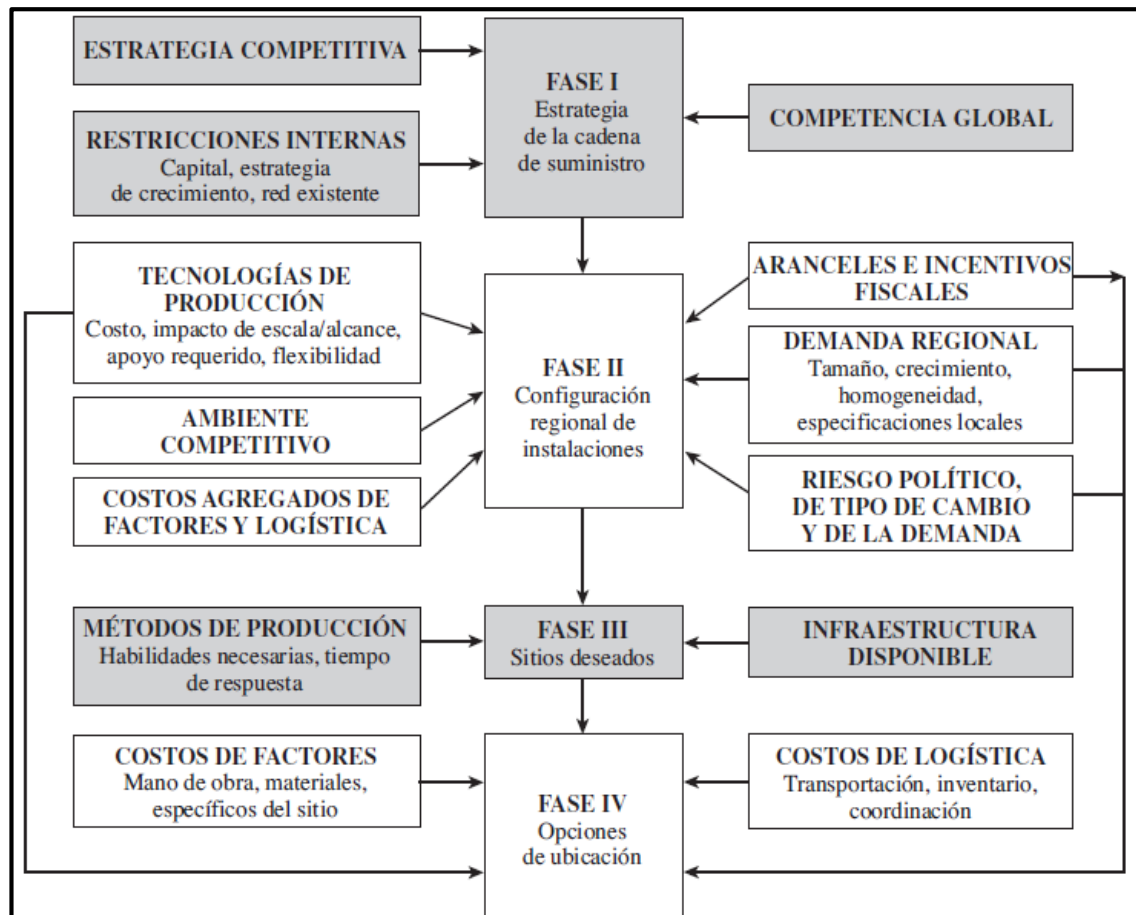 ESTRATEGIA COMPETITIVA
FASE I
Estrategia
de la cadena
de suministro
COMPETENCIA GLOBAL
RESTRICCIONES INTERNAS
Capital, estrategia
de crecimiento, red existente
TECNOLOGÍAS DE
PRODUCCIÓN
Costo, impacto de escala/alcance,
apoyo requerido, flexibilidad
ARANCELES E INCENTIVOS
FISCALES
FASE II
Configuración
regional de
instalaciones
DEMANDA REGIONAL
Tamaño, crecimiento,
homogeneidad,
especificaciones locales
AMBIENTE
COMPETITIVO
COSTOS AGREGADOS DE
FACTORES Y LOGÍSTICA
RIESGO POLÍTICO,
DE TIPO DE CAMBIO
Y DE LA DEMANDA
MÉTODOS DE PRODUCCIÓN
Habilidades necesarias, tiempo
de respuesta
FASE III
Sitios deseados
INFRAESTRUCTURA
DISPONIBLE
COSTOS DE FACTORES
Mano de obra, materiales,
específicos del sitio
FASE IV
Opciones
de ubicación
COSTOS DE LOGÍSTICA
Transportación, inventario,
coordinación